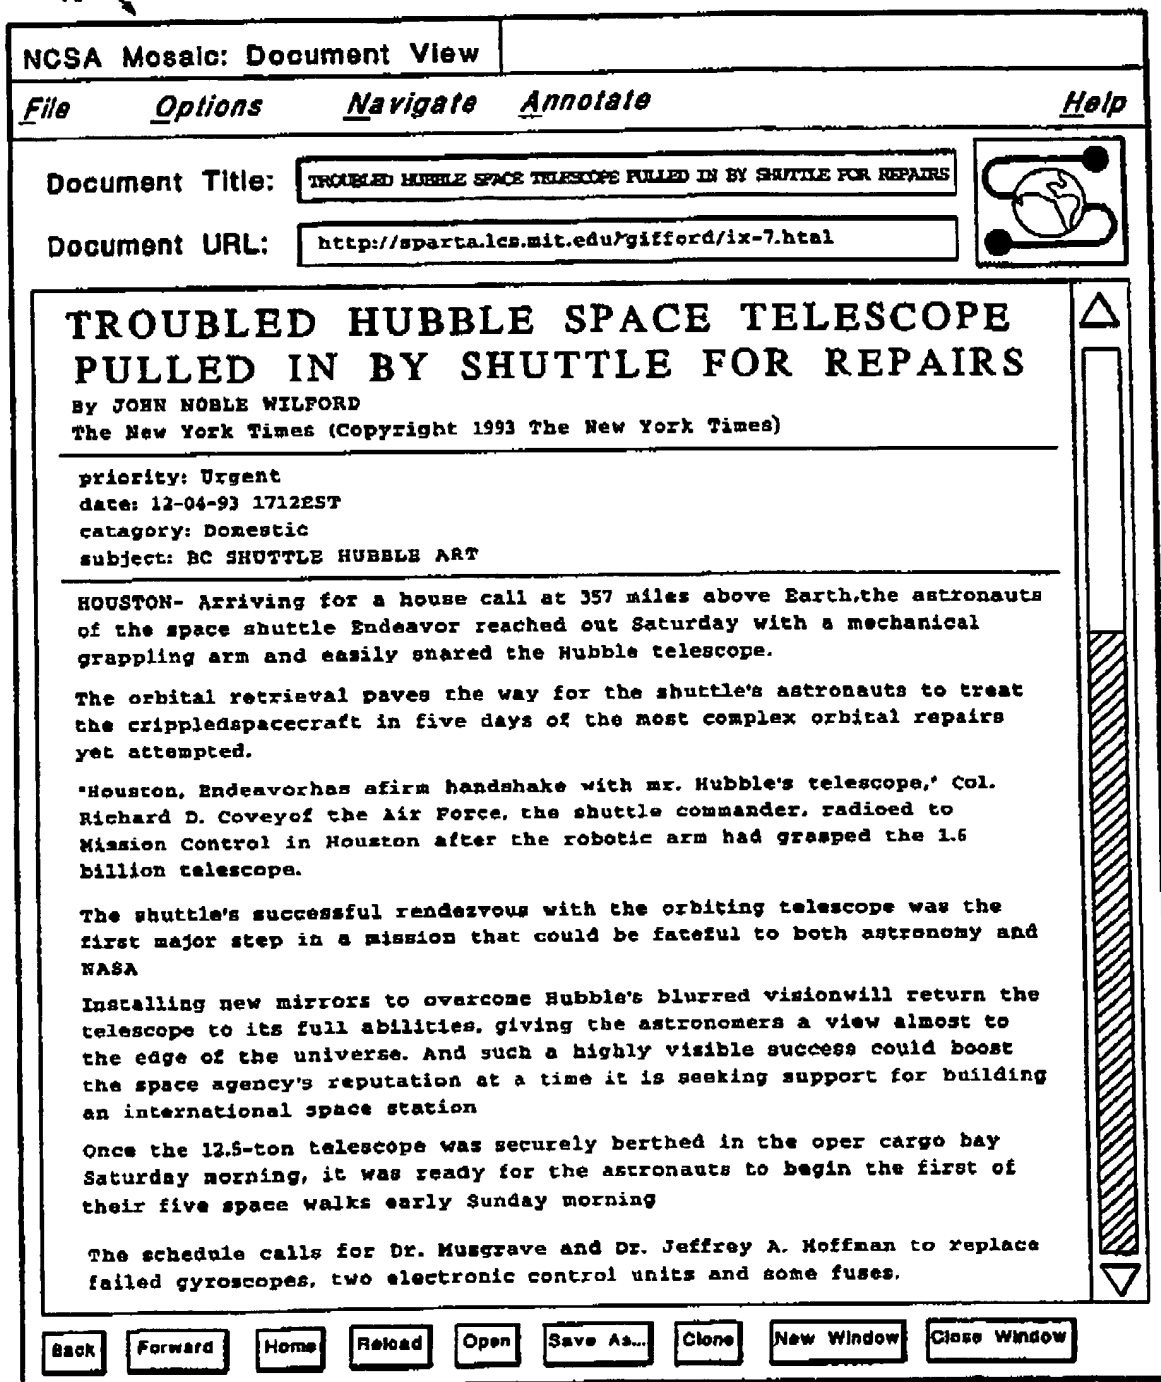 NCSA Mosaic: Document View
File Options Navigate Annotate Help
Document Title: TROUBLED HUBBLE SPACE TELESCOPE PULLED IN BY SHUTTLE FOR REPAIRS
Document URL: http://sparta.lcs.mit.edu/gifford/ix-7.html
TROUBLED HUBBLE SPACE TELESCOPE
PULLED IN BY SHUTTLE FOR REPAIRS
By JOHN NOBLE WILFORD
The New York Times (Copyright 1993 The New York Times)
priority: Urgent
date: 12-04-93 1712EST
catagory: Domestic
subject: BC SHUTTLE HUBBLE ART
HOUSTON- Arriving for a house call at 357 miles above Earth,the astronauts
of the space shuttle Endeavor reached out Saturday with a mechanical
grappling arm and easily snared the Hubble telescope.
The orbital retrieval paves the way for the shuttle's astronauts to treat
the crippledspacecraft in five days of the most complex orbital repairs
yet attempted.
"Houston, Endeavorhas afirm handshake with mr. Hubble's telescope," Col.
Richard D. Coveyof the Air Force, the shuttle commander, radioed to
Mission Control in Houston after the robotic arm had grasped the 1.6
billion telescope.
The shuttle's successful rendezvous with the orbiting telescope was the
first major step in a mission that could be fateful to both astronomy and
NASA
Installing new mirrors to overcome Hubble's blurred visionwill return the
telescope to its full abilities, giving the astronomers a view almost to
the edge of the universe. And such a highly visible success could boost
the space agency's reputation at a time it is seeking support for building
an international space station
Once the 12.5-ton telescope was securely berthed in the oper cargo bay
Saturday morning, it was ready for the astronauts to begin the first of
their five space walks early Sunday morning
The schedule calls for Dr. Musgrave and Dr. Jeffrey A. Hoffman to replace
failed gyroscopes, two electronic control units and some fuses.
Back Forward Home Reload Open Save As... Clone New Window Close Window